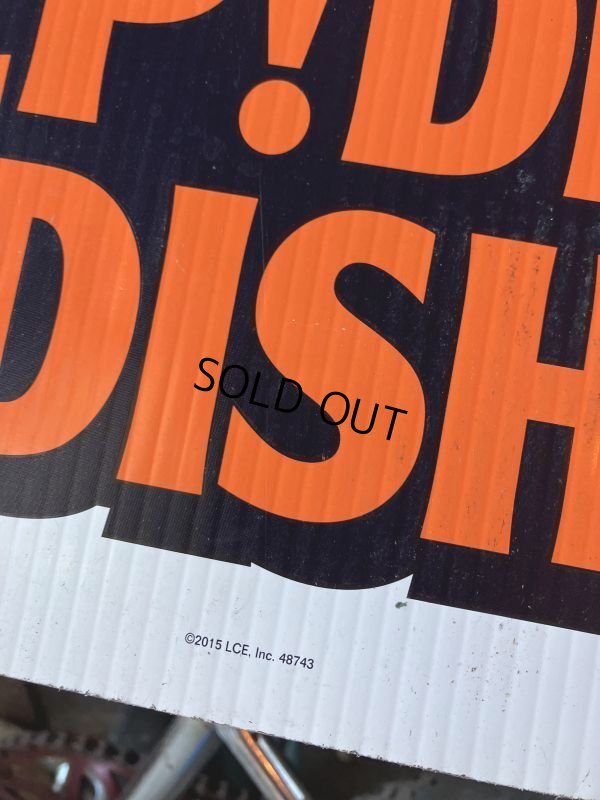 P!D
DISH
SOLD OUT
©2015 LCE, Inc. 48743